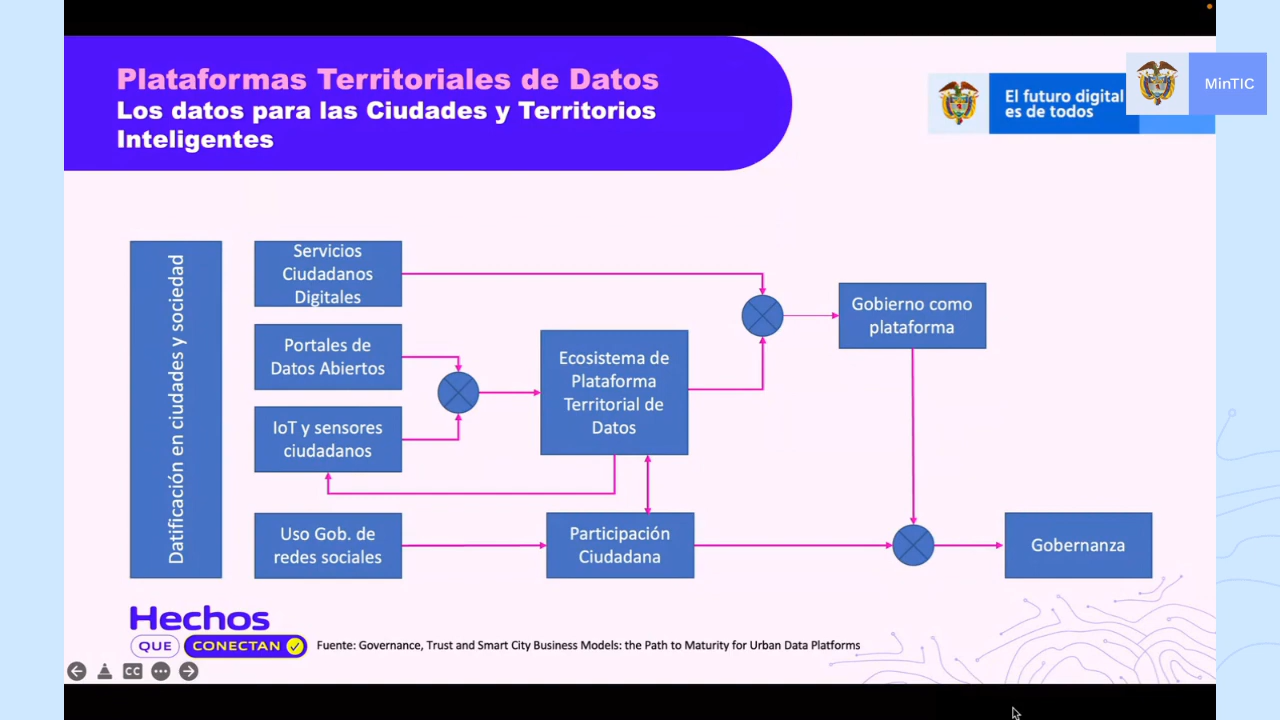 Plataformas Territoriales de Datos
Los datos para las Ciudades y Territorios
Inteligentes
El futuro digital
es de todos
MinTIC
Datificación en ciudades y sociedad
Servicios
Ciudadanos
Digitales
Portales de
Datos Abiertos
IoT y sensores
ciudadanos
Uso Gob. de
redes sociales
Ecosistema de
Plataforma
Territorial de
Datos
Participación
Ciudadana
Gobierno como
plataforma
Gobernanza
Hechos
QUE CONECTAN
Fuente: Governance, Trust and Smart City Business Models: the Path to Maturity for Urban Data Platforms
CC